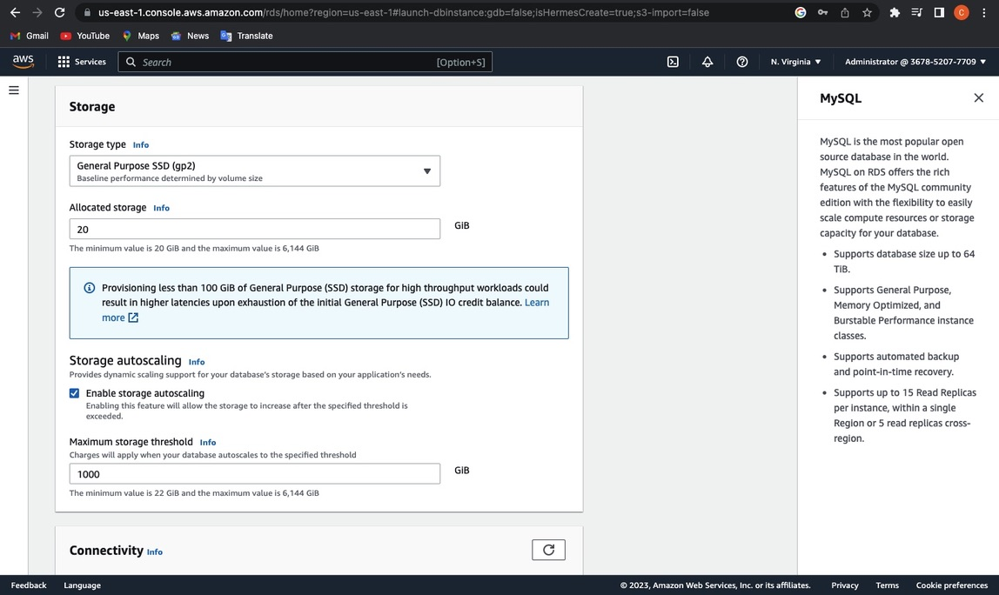 us-east-1.console.aws.amazon.com/rds/home?region=us-east-1#launch-dbinstance:gdb=false;isHermesCreate=true;s3-import=false
C
Gmail YouTube Maps News Translate
aws Services Search [Option+S] N. Virginia ▼ Administrator @ 3678-5207-7709 ▼
Storage
Storage type Info
General Purpose SSD (gp2)
Baseline performance determined by volume size
Allocated storage Info
20 GiB
The minimum value is 20 GiB and the maximum value is 6,144 GiB
Provisioning less than 100 GiB of General Purpose (SSD) storage for high throughput workloads could
result in higher latencies upon exhaustion of the initial General Purpose (SSD) IO credit balance. Learn
more
Storage autoscaling Info
Provides dynamic scaling support for your database's storage based on your application's needs.
Enable storage autoscaling
Enabling this feature will allow the storage to increase after the specified threshold is
exceeded.
Maximum storage threshold Info
Charges will apply when your database autoscales to the specified threshold
1000 GiB
The minimum value is 22 GiB and the maximum value is 6,144 GiB
Connectivity Info
MySQL
MySQL is the most popular open
source database in the world.
MySQL on RDS offers the rich
features of the MySQL community
edition with the flexibility to easily
scale compute resources or storage
capacity for your database.
• Supports database size up to 64
TiB.
• Supports General Purpose,
Memory Optimized, and
Burstable Performance instance
classes.
• Supports automated backup
and point-in-time recovery.
• Supports up to 15 Read Replicas
per instance, within a single
Region or 5 read replicas cross-
region.
Feedback Language © 2023, Amazon Web Services, Inc. or its affiliates. Privacy Terms Cookie preferences